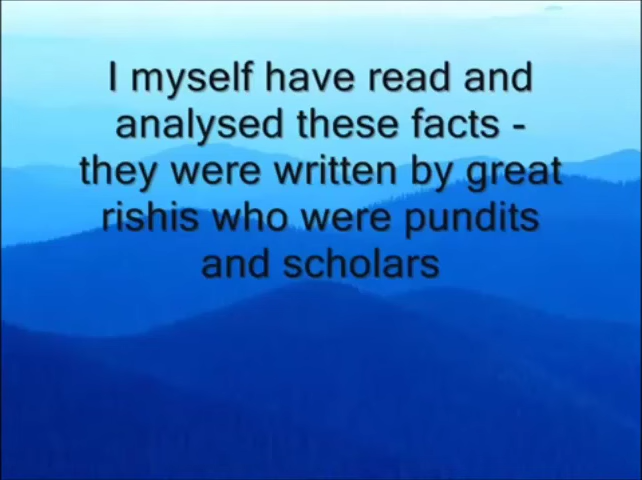 I myself have read and
analysed these facts -
they were written by great
rishis who were pundits
and scholars